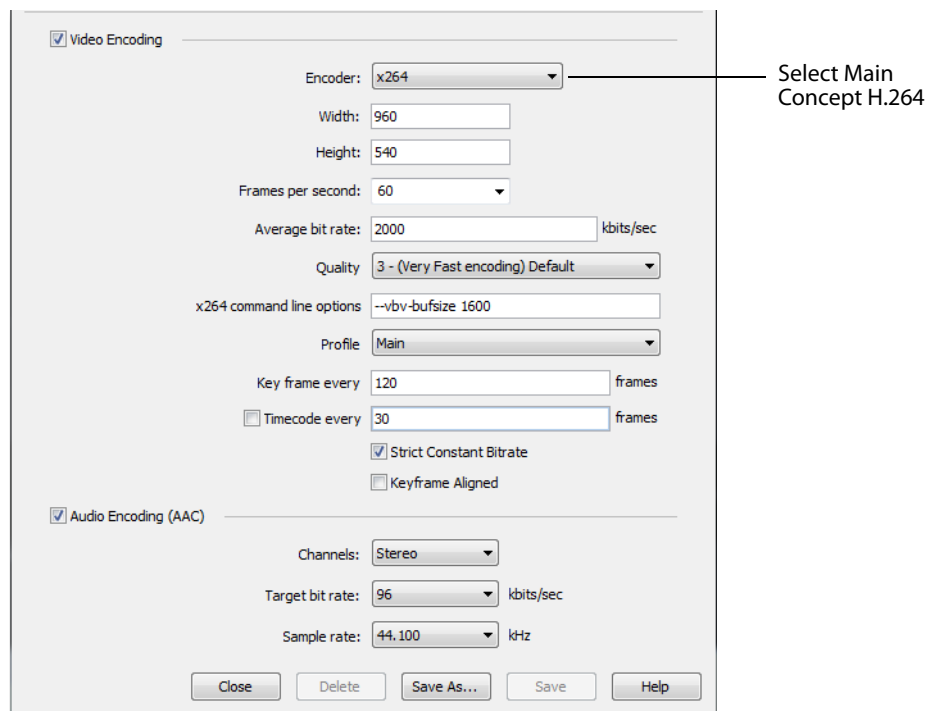 Video Encoding
Encoder: x264
Select Main
Concept H.264
Width: 960
Height: 540
Frames per second: 60
Average bit rate: 2000 kbits/sec
Quality 3 - (Very Fast encoding) Default
x264 command line options --vbv-bufsize 1600
Profile Main
Key frame every 120 frames
Timecode every 30 frames
Strict Constant Bitrate
Keyframe Aligned
Audio Encoding (AAC)
Channels: Stereo
Target bit rate: 96 kbits/sec
Sample rate: 44.100 kHz
Close Delete Save As... Save Help